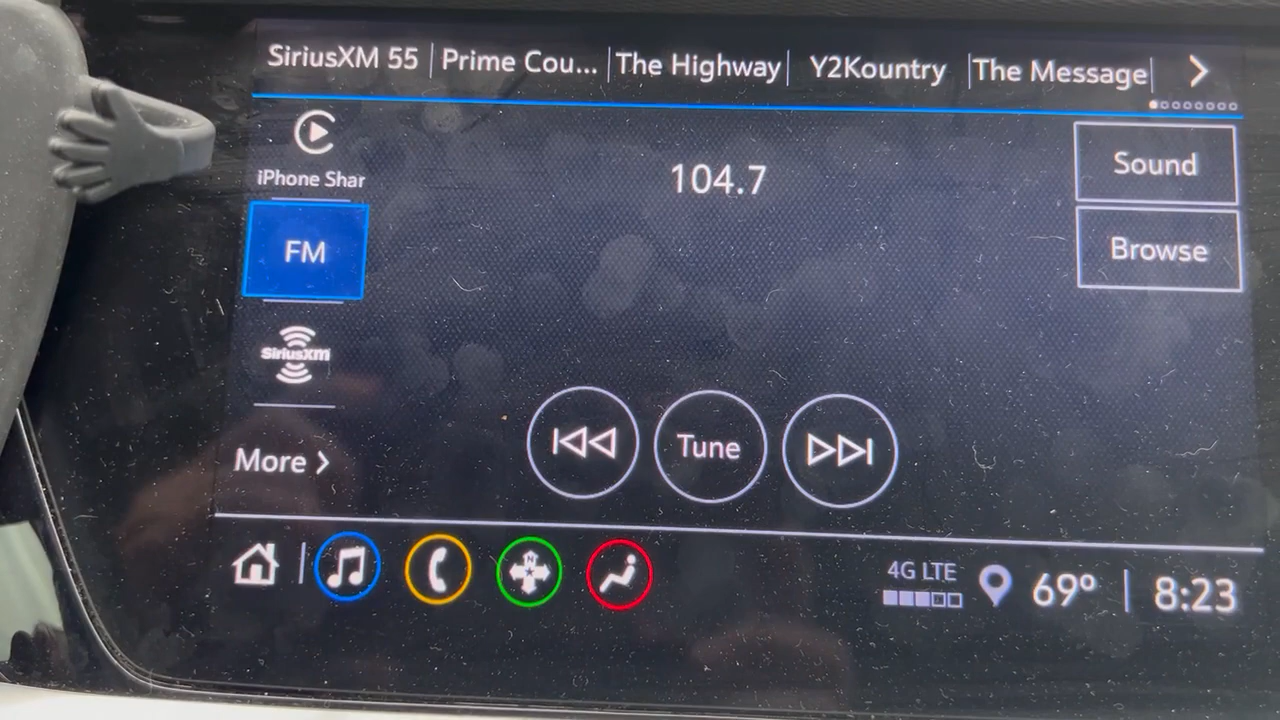 SiriusXM 55
Prime Cou...
The Highway
Y2Kountry
The Message
iPhone Shar
104.7
Sound
FM
Browse
SiriusXm
More
Tune
N
4G LTE
69°
8:23